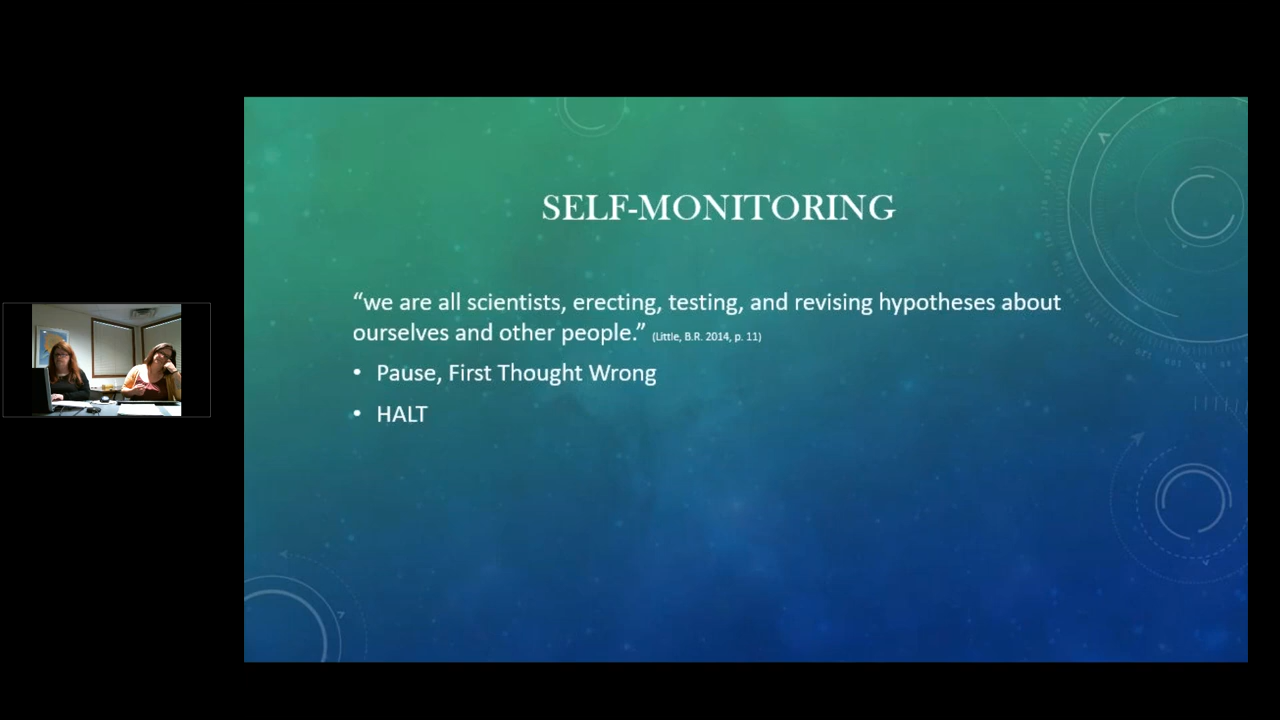 SELF-MONITORING
“we are all scientists, erecting, testing, and revising hypotheses about
ourselves and other people.” (Little, B.R. 2014, p. 11)
• Pause, First Thought Wrong
• HALT